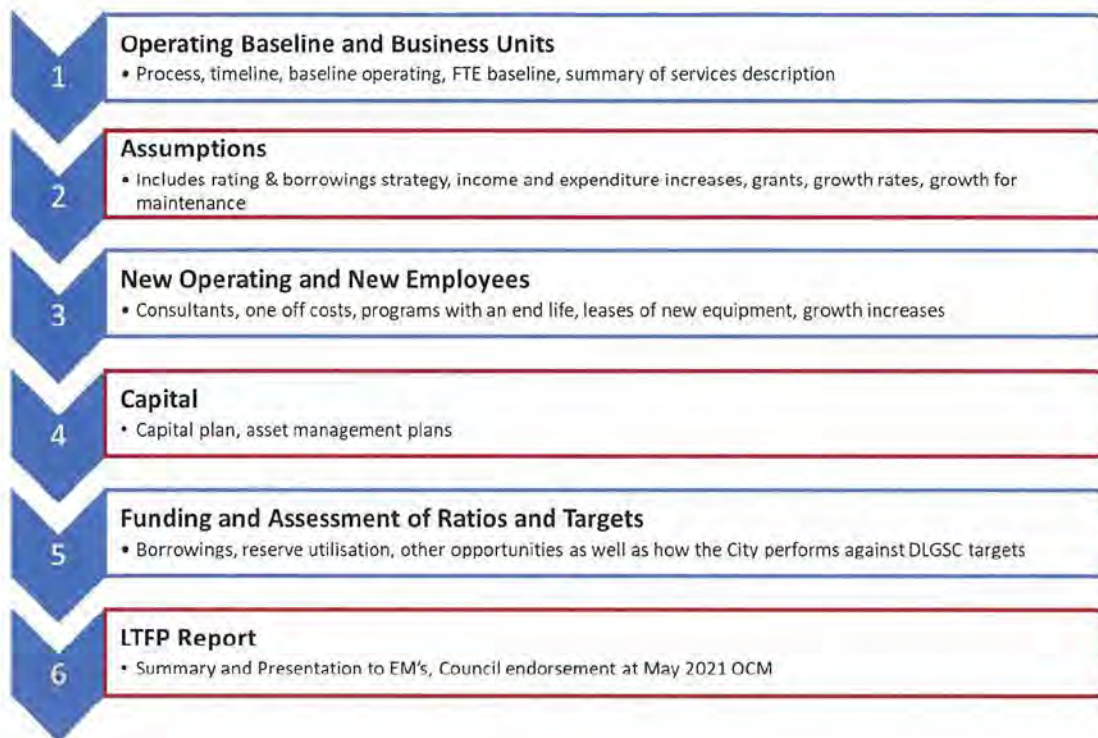 1
Operating Baseline and Business Units
• Process, timeline, baseline operating, FTE baseline, summary of services description
2
Assumptions
• Includes rating & borrowings strategy, income and expenditure increases, grants, growth rates, growth for
maintenance
3
New Operating and New Employees
• Consultants, one off costs, programs with an end life, leases of new equipment, growth increases
4
Capital
• Capital plan, asset management plans
5
Funding and Assessment of Ratios and Targets
• Borrowings, reserve utilisation, other opportunities as well as how the City performs against DLGSC targets
6
LTFP Report
• Summary and Presentation to EM's, Council endorsement at May 2021 OCM